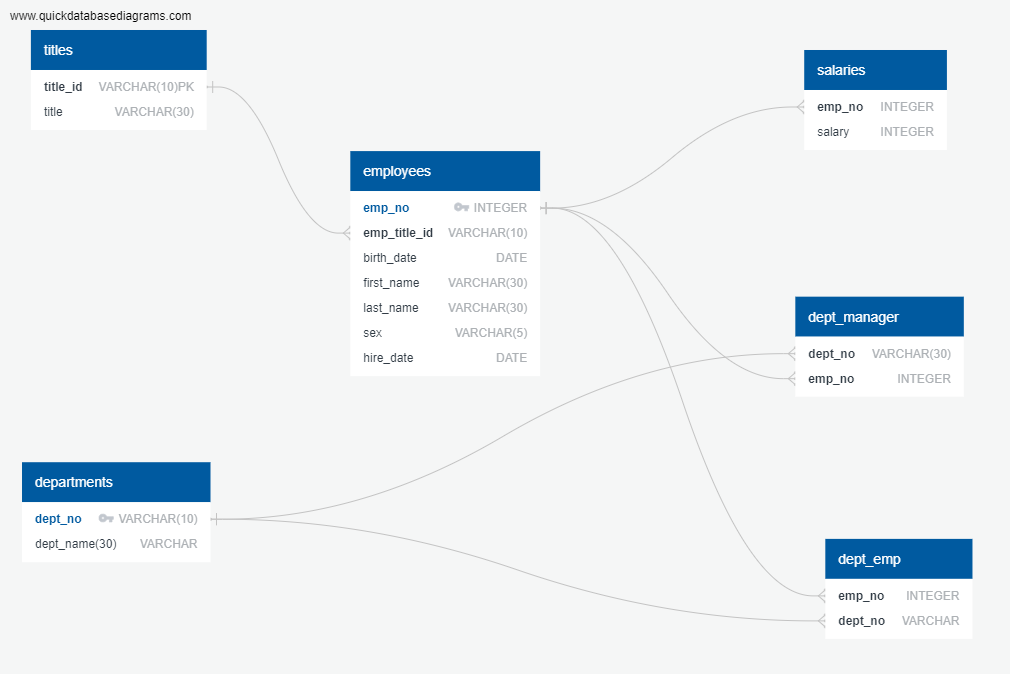 www.quickdatabasediagrams.com
titles
title_id VARCHAR(10)PK
title VARCHAR(30)
employees
emp_no INTEGER
emp_title_id VARCHAR(10)
birth_date DATE
first_name VARCHAR(30)
last_name VARCHAR(30)
sex VARCHAR(5)
hire_date DATE
salaries
emp_no INTEGER
salary INTEGER
dept_manager
dept_no VARCHAR(30)
emp_no INTEGER
departments
dept_no VARCHAR(10)
dept_name(30) VARCHAR
dept_emp
emp_no INTEGER
dept_no VARCHAR